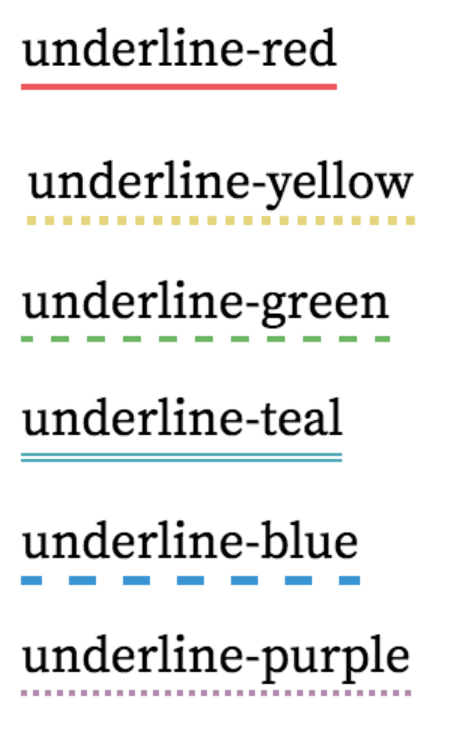 underline-red
underline-yellow
underline-green
underline-teal
underline-blue
underline-purple